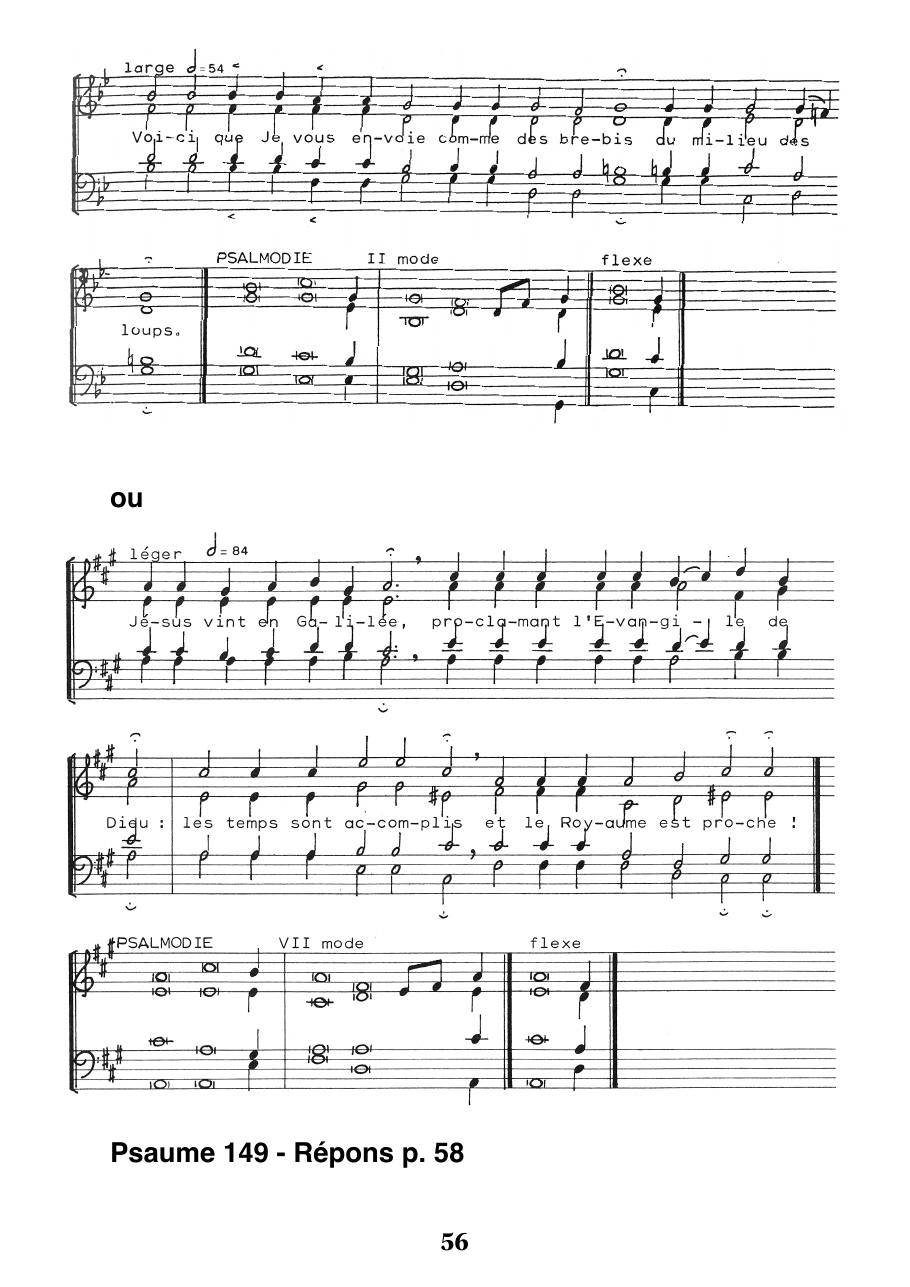 large 𝅗𝅥 = 54
Voi-ci que Je vous en-voie com-me des bre-bis du mi-lieu des
PSALMODIE II mode flexe
loups.
ou
léger 𝅗𝅥 = 84
Jé-sus vint en Ga-li-lée, pro-cla-mant l'E-van-gi - le de
Dieu : les temps sont ac-com-plis et le Roy-aume est pro-che !
PSALMODIE VII mode flexe
Psaume 149 - Répons p. 58
56